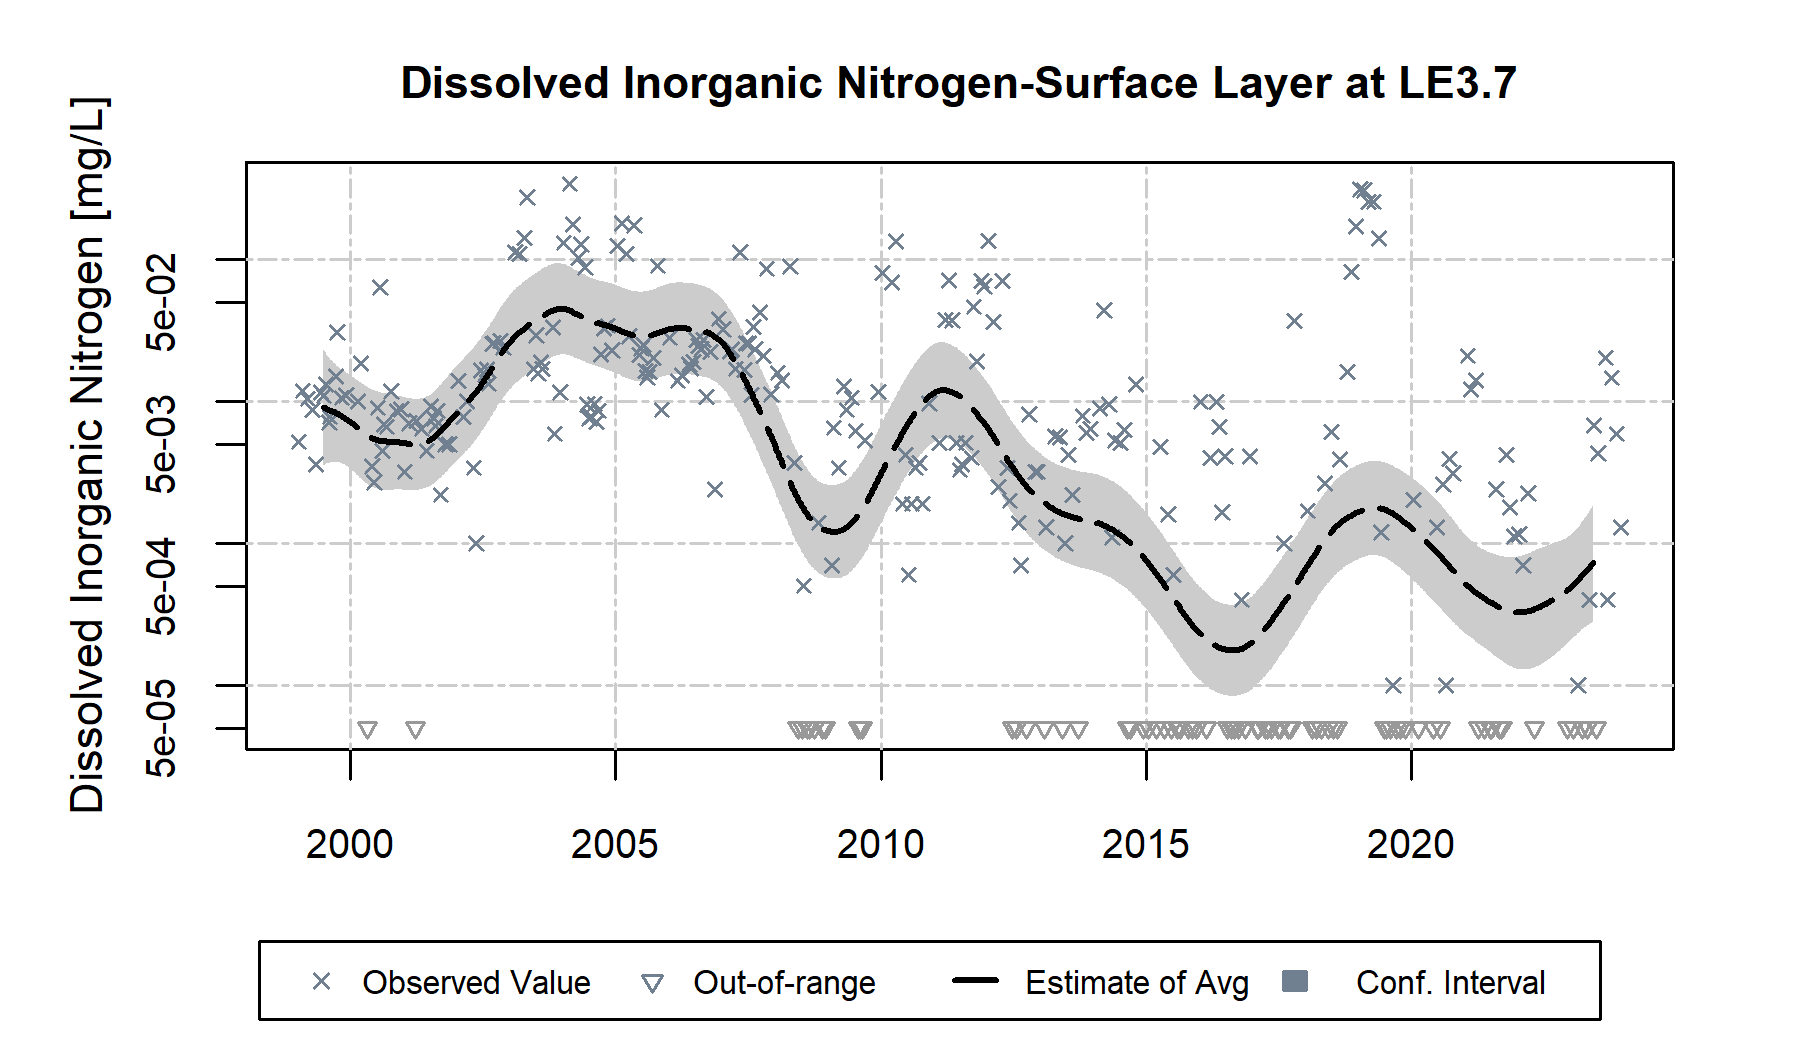 Dissolved Inorganic Nitrogen-Surface Layer at LE3.7
Dissolved Inorganic Nitrogen [mg/L]
5e-02
5e-03
5e-04
5e-05
2000
2005
2010
2015
2020
Observed Value
Out-of-range
Estimate of Avg
Conf. Interval